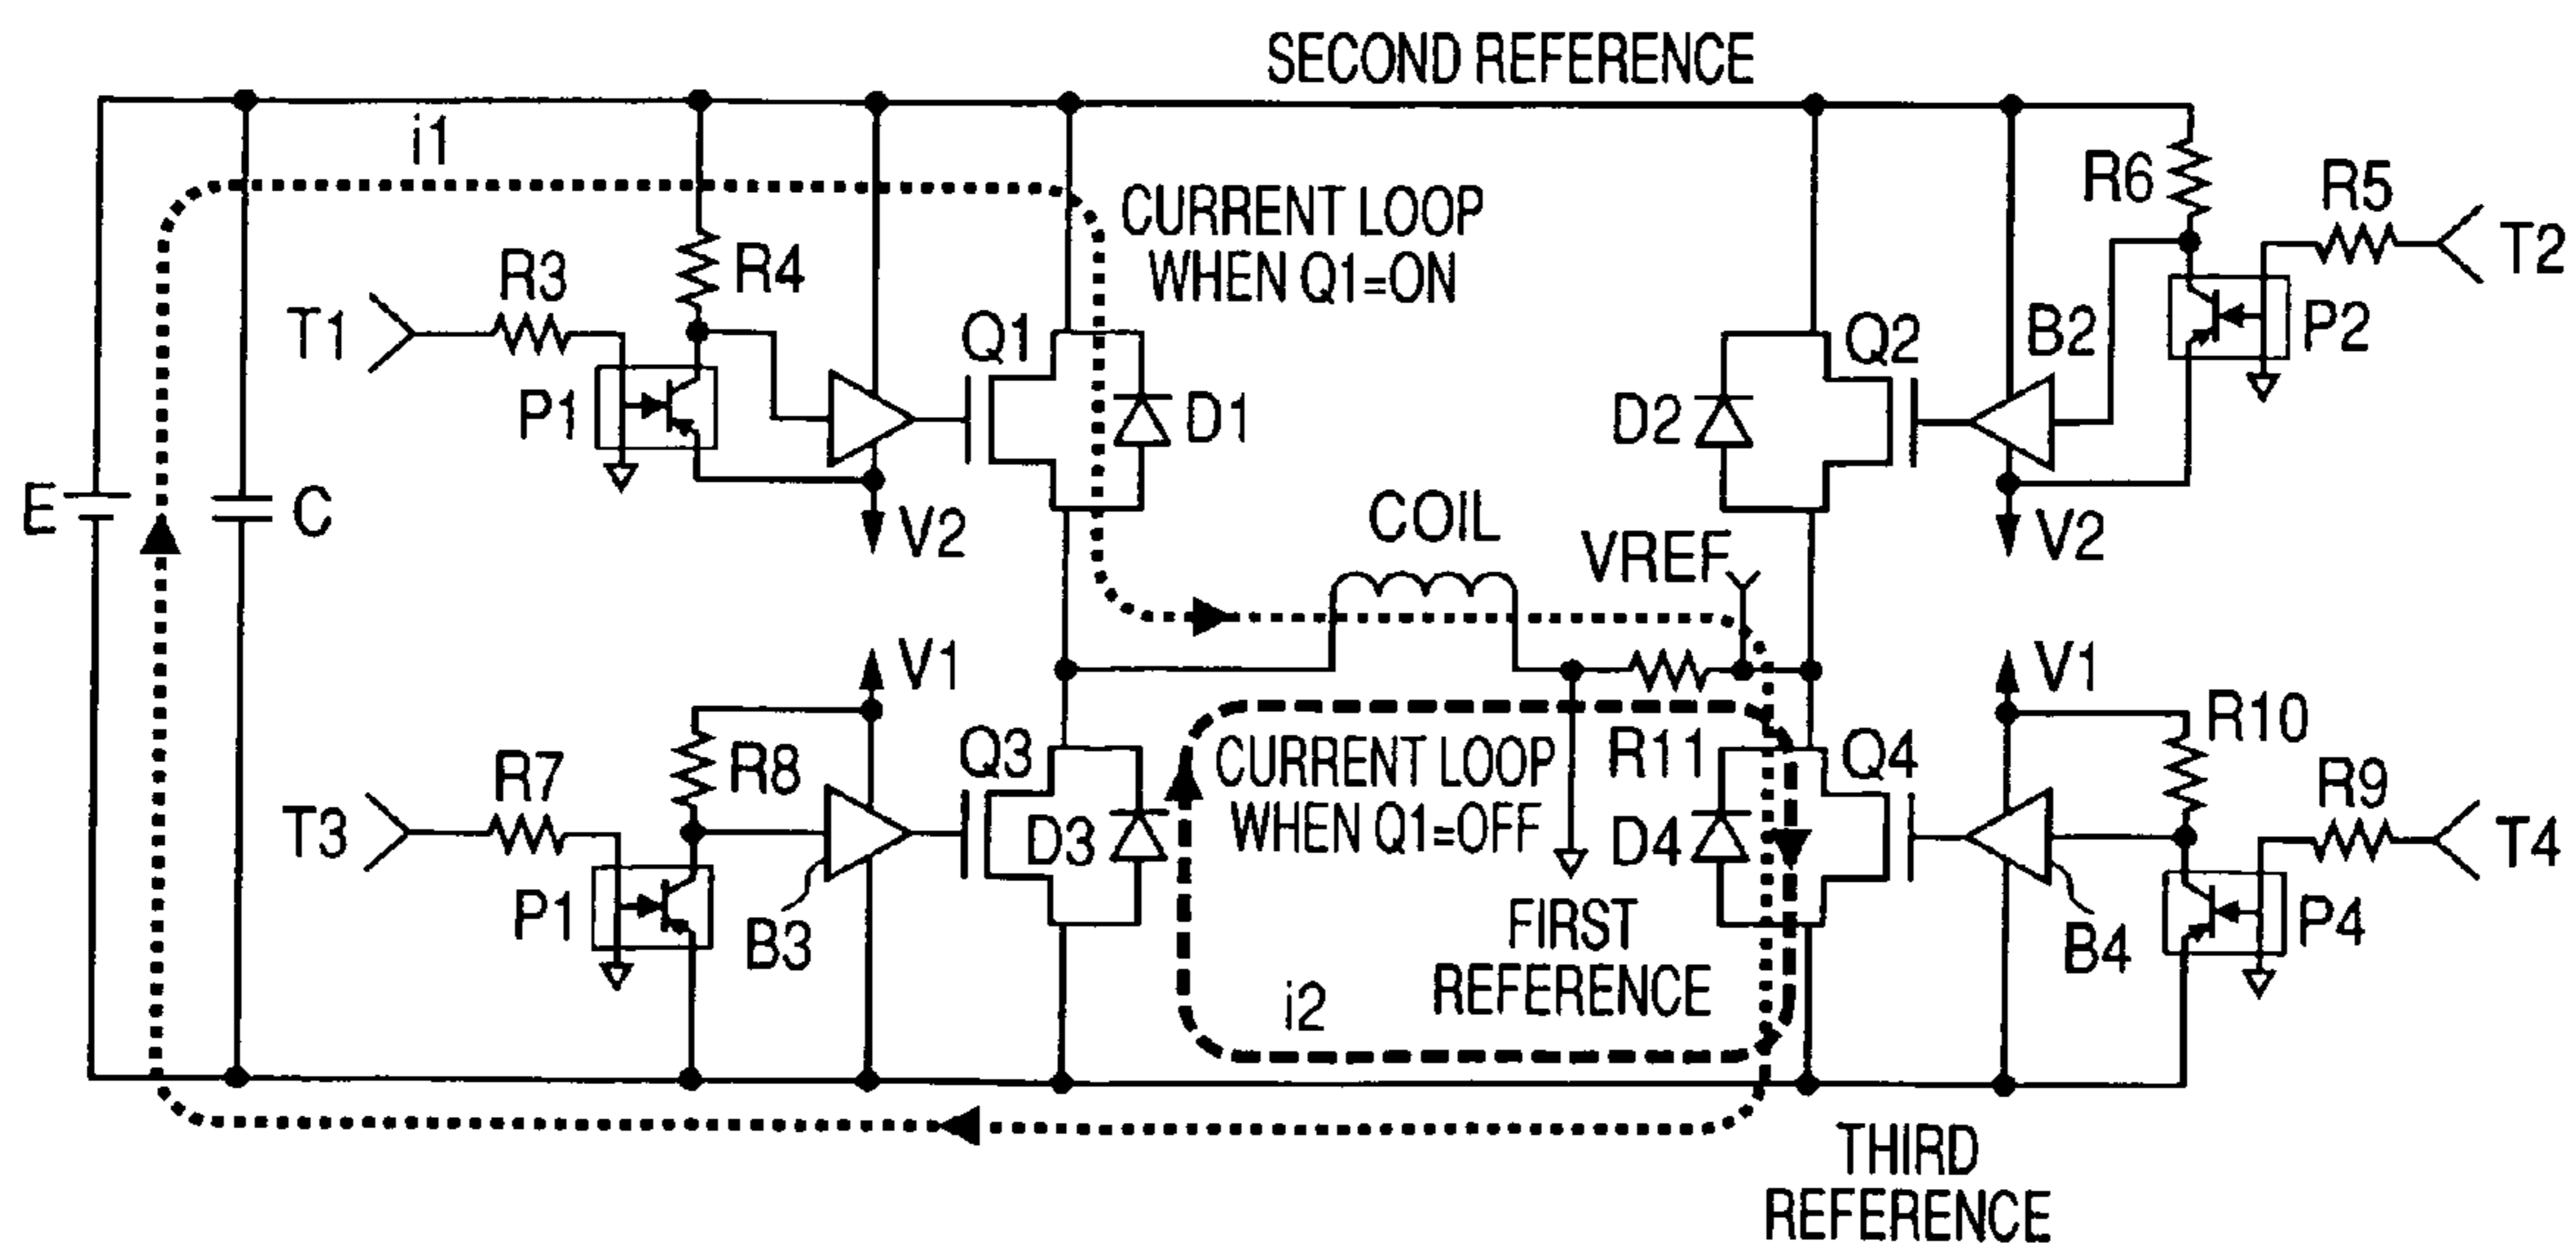 SECOND REFERENCE
i1
CURRENT LOOP
WHEN Q1=ON
R6
R5
T2
R3
R4
T1
Q1
Q2
B2
P2
P1
D1
D2
E
C
V2
COIL
VREF
V2
V1
V1
R10
R7
R8
Q3
CURRENT LOOP
WHEN Q1=OFF
R11
Q4
R9
T3
D3
D4
T4
P1
B3
FIRST
REFERENCE
B4
P4
i2
THIRD
REFERENCE